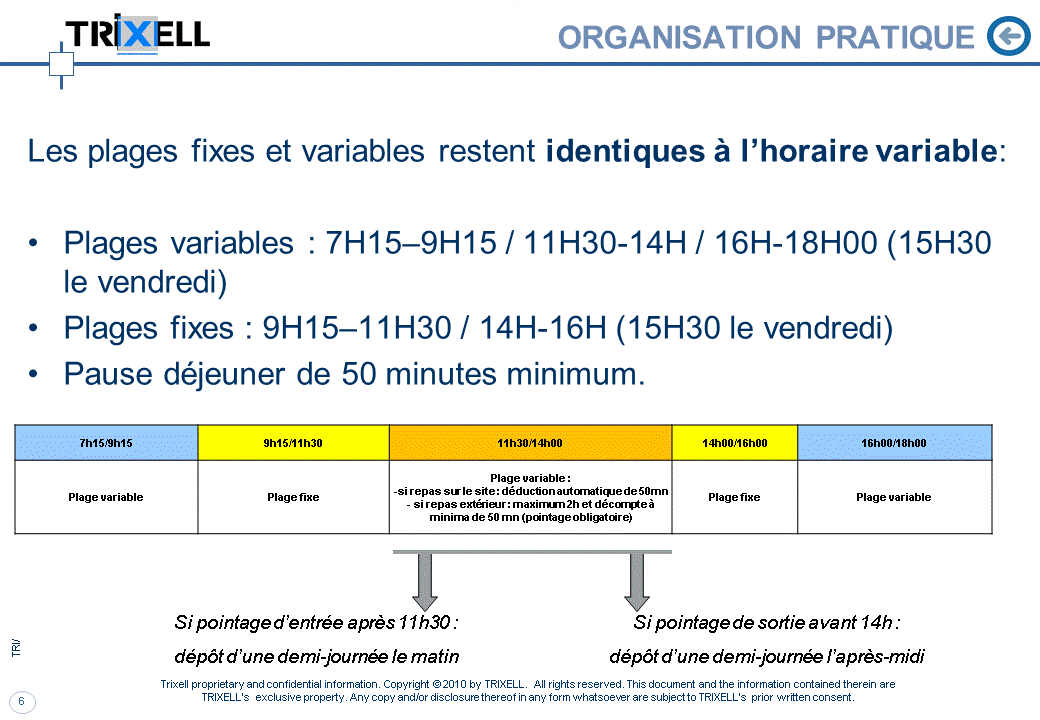 TRiXELL
ORGANISATION PRATIQUE
Les plages fixes et variables restent identiques à l’horaire variable:
• Plages variables : 7H15–9H15 / 11H30-14H / 16H-18H00 (15H30
le vendredi)
• Plages fixes : 9H15–11H30 / 14H-16H (15H30 le vendredi)
• Pause déjeuner de 50 minutes minimum.
7h15/9h15 9h15/11h30 11h30/14h00 14h00/16h00 16h00/18h00
Plage variable
Plage fixe
Plage variable :
-si repas sur le site : déduction automatique de 50mn
- si repas extérieur : maximum 2h et décompte à
minima de 50 mn (pointage obligatoire)
Plage fixe
Plage variable
Si pointage d’entrée après 11h30 :
dépôt d’une demi-journée le matin
Si pointage de sortie avant 14h :
dépôt d’une demi-journée l’après-midi
TRI/
Trixell proprietary and confidential information. Copyright © 2010 by TRIXELL. All rights reserved. This document and the information contained therein are
TRIXELL's exclusive property. Any copy and/or disclosure thereof in any form whatsoever are subject to TRIXELL's prior written consent.
6